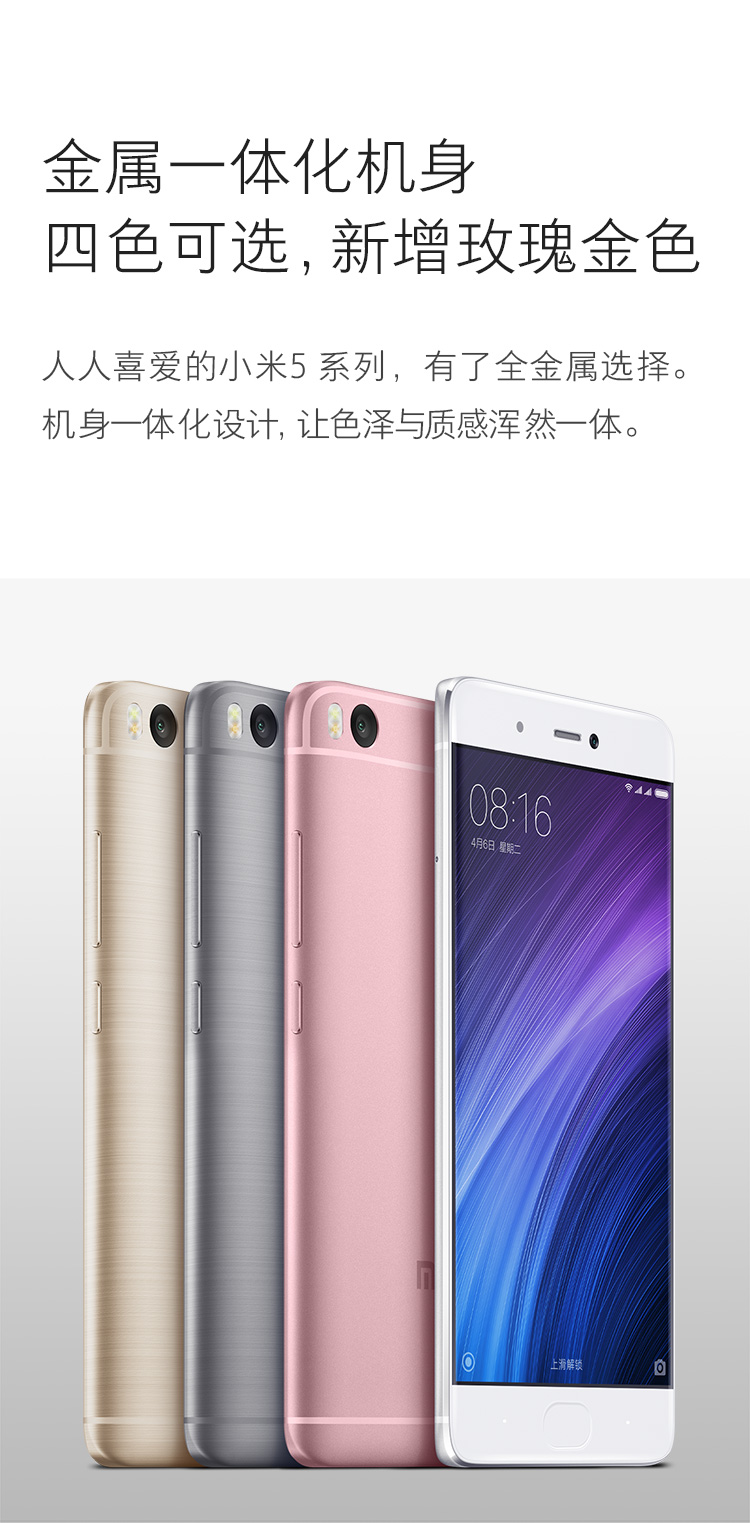 金属一体化机身
四色可选，新增玫瑰金色
人人喜爱的小米5 系列，有了全金属选择。
机身一体化设计, 让色泽与质感浑然一体。
08:16
4月6日 星期二
上滑解锁